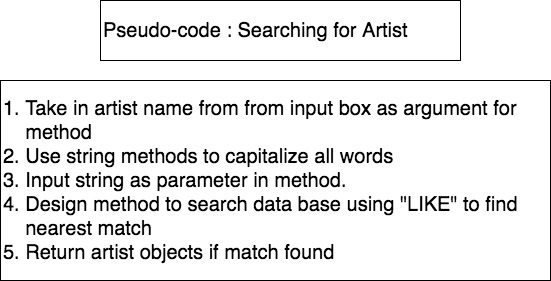 Pseudo-code : Searching for Artist
1. Take in artist name from from input box as argument for
method
2. Use string methods to capitalize all words
3. Input string as parameter in method.
4. Design method to search data base using "LIKE" to find
nearest match
5. Return artist objects if match found